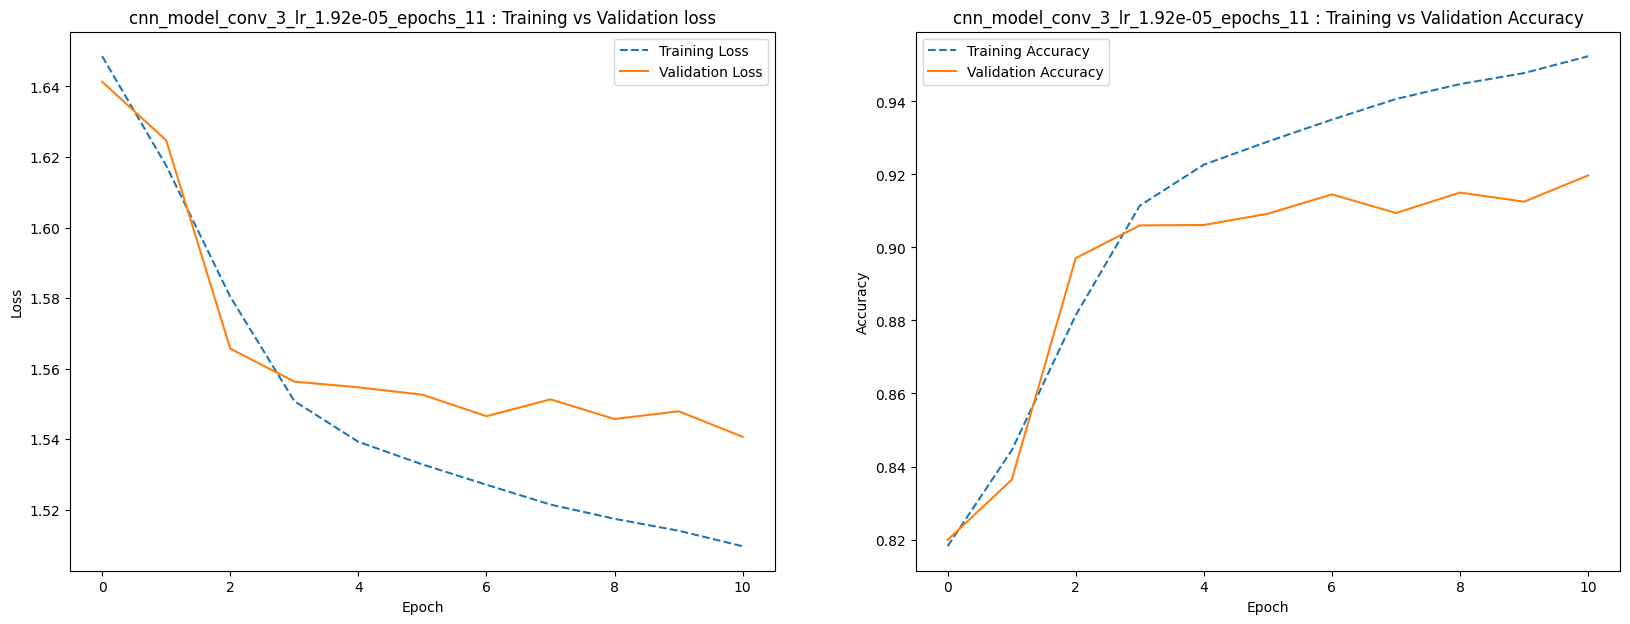 cnn_model_conv_3_lr_1.92e-05_epochs_11 : Training vs Validation loss
Training Loss
Validation Loss
1.64
1.62
1.60
1.58
1.56
1.54
1.52
Loss
0 2 4 6 8 10
Epoch
cnn_model_conv_3_lr_1.92e-05_epochs_11 : Training vs Validation Accuracy
Training Accuracy
Validation Accuracy
0.94
0.92
0.90
0.88
0.86
0.84
0.82
Accuracy
0 2 4 6 8 10
Epoch